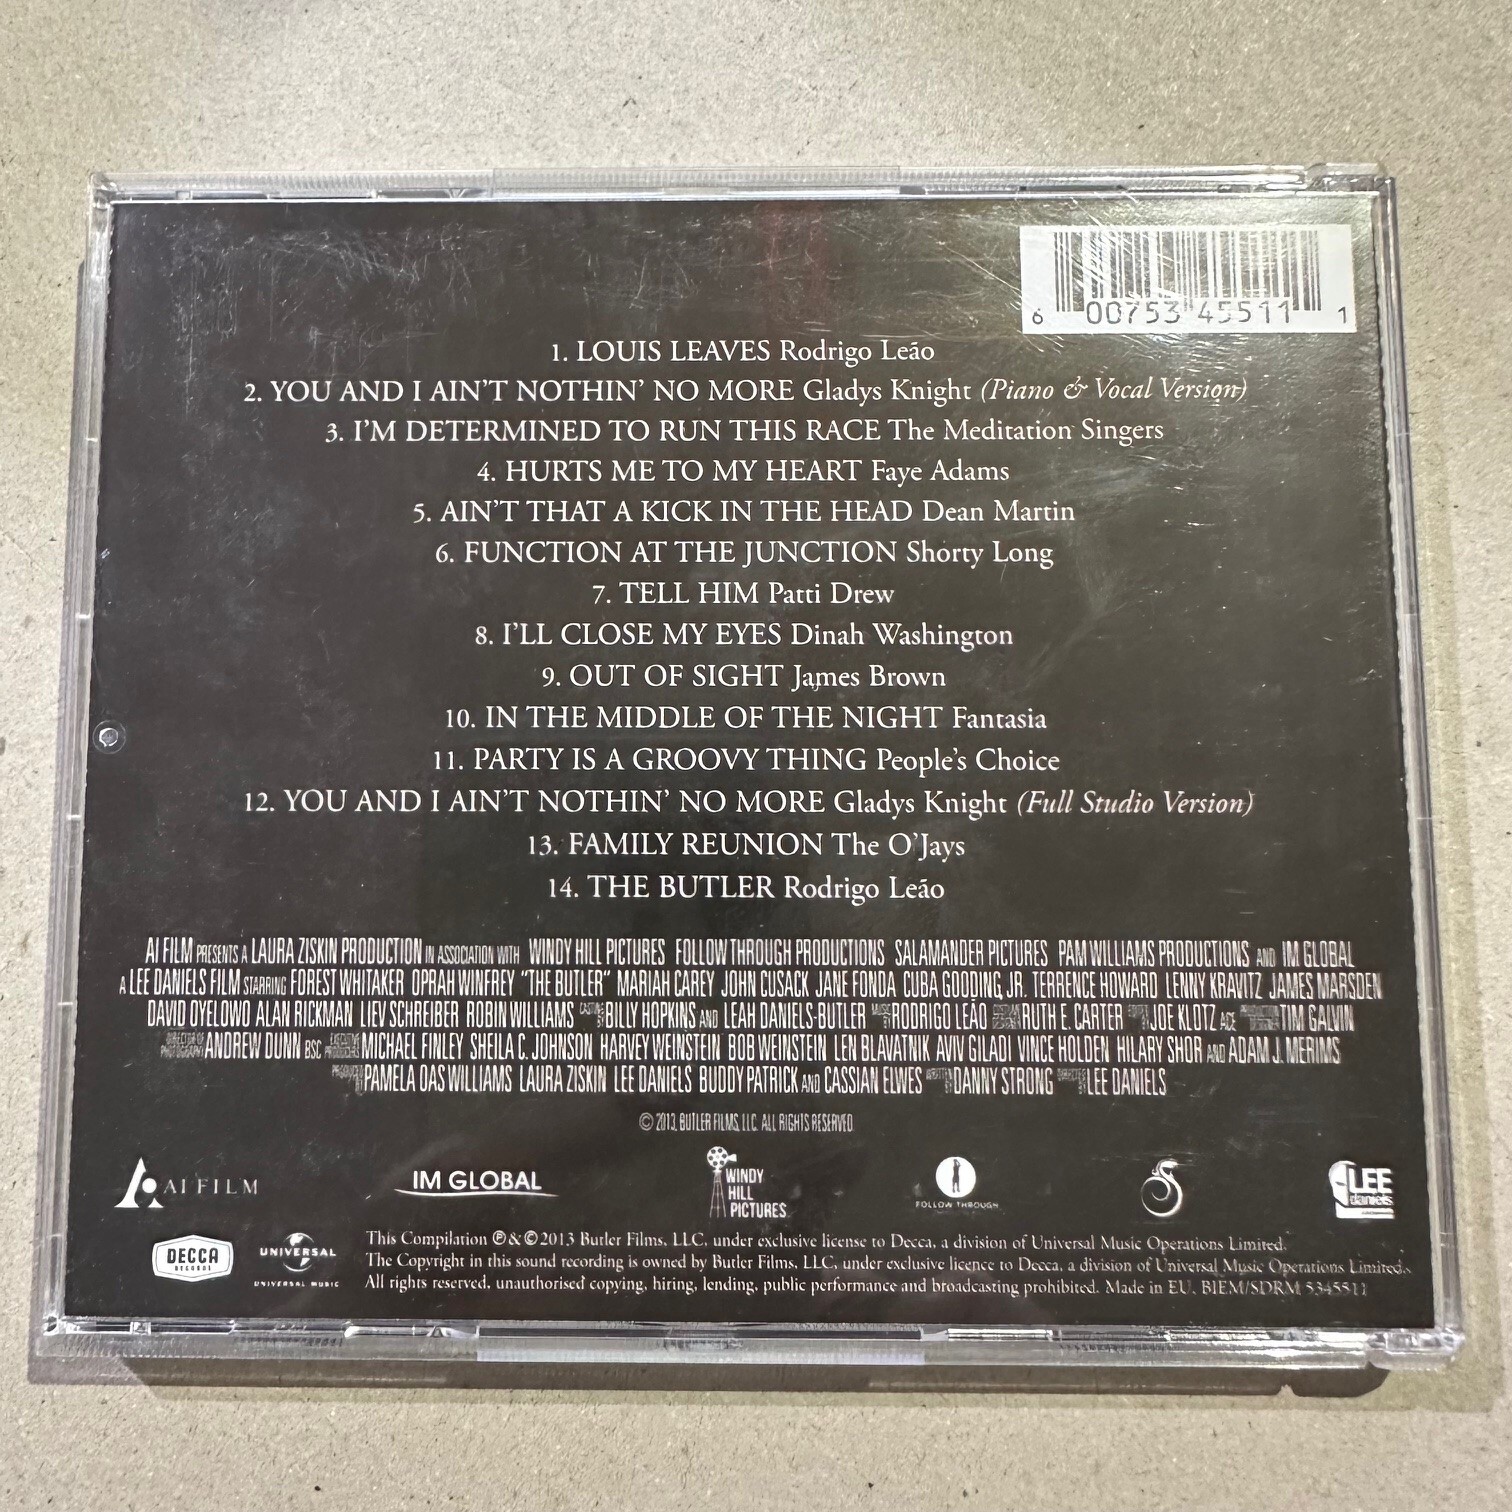 6 00753 45511 1
1. LOUIS LEAVES Rodrigo Leão
2. YOU AND I AIN'T NOTHIN' NO MORE Gladys Knight (Piano & Vocal Version)
3. I'M DETERMINED TO RUN THIS RACE The Meditation Singers
4. HURTS ME TO MY HEART Faye Adams
5. AIN'T THAT A KICK IN THE HEAD Dean Martin
6. FUNCTION AT THE JUNCTION Shorty Long
7. TELL HIM Patti Drew
8. I'LL CLOSE MY EYES Dinah Washington
9. OUT OF SIGHT James Brown
10. IN THE MIDDLE OF THE NIGHT Fantasia
11. PARTY IS A GROOVY THING People's Choice
12. YOU AND I AIN'T NOTHIN' NO MORE Gladys Knight (Full Studio Version)
13. FAMILY REUNION The O'Jays
14. THE BUTLER Rodrigo Leão
AI FILM PRESENTS A LAURA ZISKIN PRODUCTION IN ASSOCIATION WITH WINDY HILL PICTURES FOLLOW THROUGH PRODUCTIONS SALAMANDER PICTURES PAM WILLIAMS PRODUCTIONS AND IM GLOBAL
A LEE DANIELS FILM STARRING FOREST WHITAKER OPRAH WINFREY "THE BUTLER" MARIAH CAREY JOHN CUSACK JANE FONDA CUBA GOODING, JR. TERRENCE HOWARD LENNY KRAVITZ JAMES MARSDEN
DAVID OYELOWO ALAN RICKMAN LIEV SCHREIBER ROBIN WILLIAMS CASTING BY BILLY HOPKINS AND LEAH DANIELS-BUTLER MUSIC BY RODRIGO LEÃO RUTH E. CARTER JOE KLOTZ ACE TIM GALVIN
DIRECTOR OF PHOTOGRAPHY ANDREW DUNN BSC EXECUTIVE PRODUCERS MICHAEL FINLEY SHEILA C. JOHNSON HARVEY WEINSTEIN BOB WEINSTEIN LEN BLAVATNIK AVIV GILADI VINCE HOLDEN HILARY SHOR AND ADAM J. MERIMS
PAMELA OAS WILLIAMS LAURA ZISKIN LEE DANIELS BUDDY PATRICK AND CASSIAN ELWES DANNY STRONG LEE DANIELS
© 2013, BUTLER FILMS, LLC. ALL RIGHTS RESERVED
AI FILM
IM GLOBAL
WINDY
HILL
PICTURES
FOLLOW THROUGH
LEE
daniels
DECCA
RECORDS
UNIVERSAL
UNIVERSAL MUSIC
This Compilation ℗ & © 2013 Butler Films, LLC, under exclusive license to Decca, a division of Universal Music Operations Limited.
The Copyright in this sound recording is owned by Butler Films, LLC, under exclusive licence to Decca, a division of Universal Music Operations Limited.
All rights reserved, unauthorised copying, hiring, lending, public performance and broadcasting prohibited. Made in EU. BIEM/SDRM 5345511